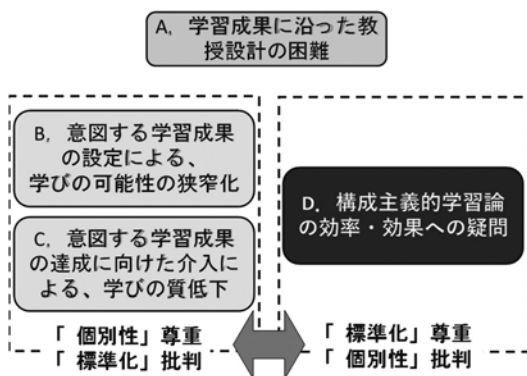 A. 学習成果に沿った教
授設計の困難
B. 意図する学習成果
の設定による、
学びの可能性の狭窄化
C. 意図する学習成果
の達成に向けた介入に
よる、学びの質低下
D. 構成主義的学習論
の効率・効果への疑問
「個別性」尊重
「標準化」批判
「標準化」尊重
「個別性」批判